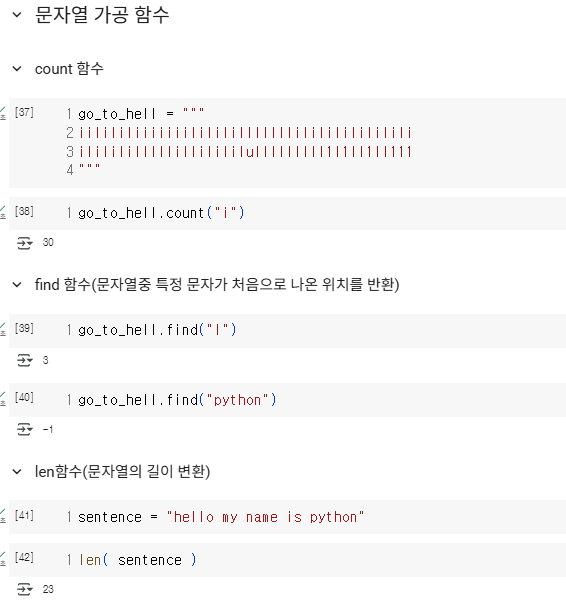 문자열 가공 함수
count 함수
[37] 1 go_to_hell = """
2
3
4 """
[38] 1 go_to_hell.count("i")
30
find 함수(문자열중 특정 문자가 처음으로 나온 위치를 반환)
[39] 1 go_to_hell.find("l")
3
[40] 1 go_to_hell.find("python")
-1
len함수(문자열의 길이 변환)
[41] 1 sentence = "hello my name is python"
[42] 1 len( sentence )
23